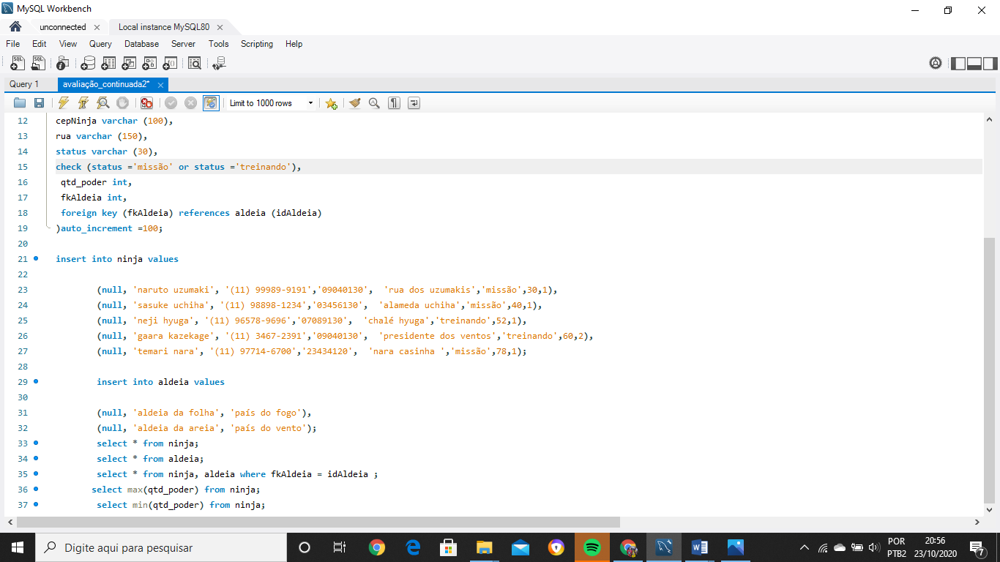 MySQL Workbench
unconnected
Local instance MySQL80
File Edit View Query Database Server Tools Scripting Help
Query 1
avaliação_continuada2*
Limit to 1000 rows
12 cepNinja varchar (100),
13 rua varchar (150),
14 status varchar (30),
15 check (status ='missão' or status ='treinando'),
16 qtd_poder int,
17 fkAldeia int,
18 foreign key (fkAldeia) references aldeia (idAldeia)
19 )auto_increment =100;
20
21 insert into ninja values
22
23 (null, 'naruto uzumaki', '(11) 99989-9191','09040130',  'rua dos uzumakis','missão',30,1),
24 (null, 'sasuke uchiha', '(11) 98898-1234','03456130',  'alameda uchiha','missão',40,1),
25 (null, 'neji hyuga', '(11) 96578-9696','07089130',  'chalé hyuga','treinando',52,1),
26 (null, 'gaara kazekage', '(11) 3467-2391','09040130',  'presidente dos ventos','treinando',60,2),
27 (null, 'temari nara', '(11) 97714-6700','23434120',  'nara casinha ','missão',78,1);
28
29 insert into aldeia values
30
31 (null, 'aldeia da folha', 'país do fogo'),
32 (null, 'aldeia da areia', 'país do vento');
33 select * from ninja;
34 select * from aldeia;
35 select * from ninja, aldeia where fkAldeia = idAldeia ;
36 select max(qtd_poder) from ninja;
37 select min(qtd_poder) from ninja;
Digite aqui para pesquisar
POR
PTB2
20:56
23/10/2020
7